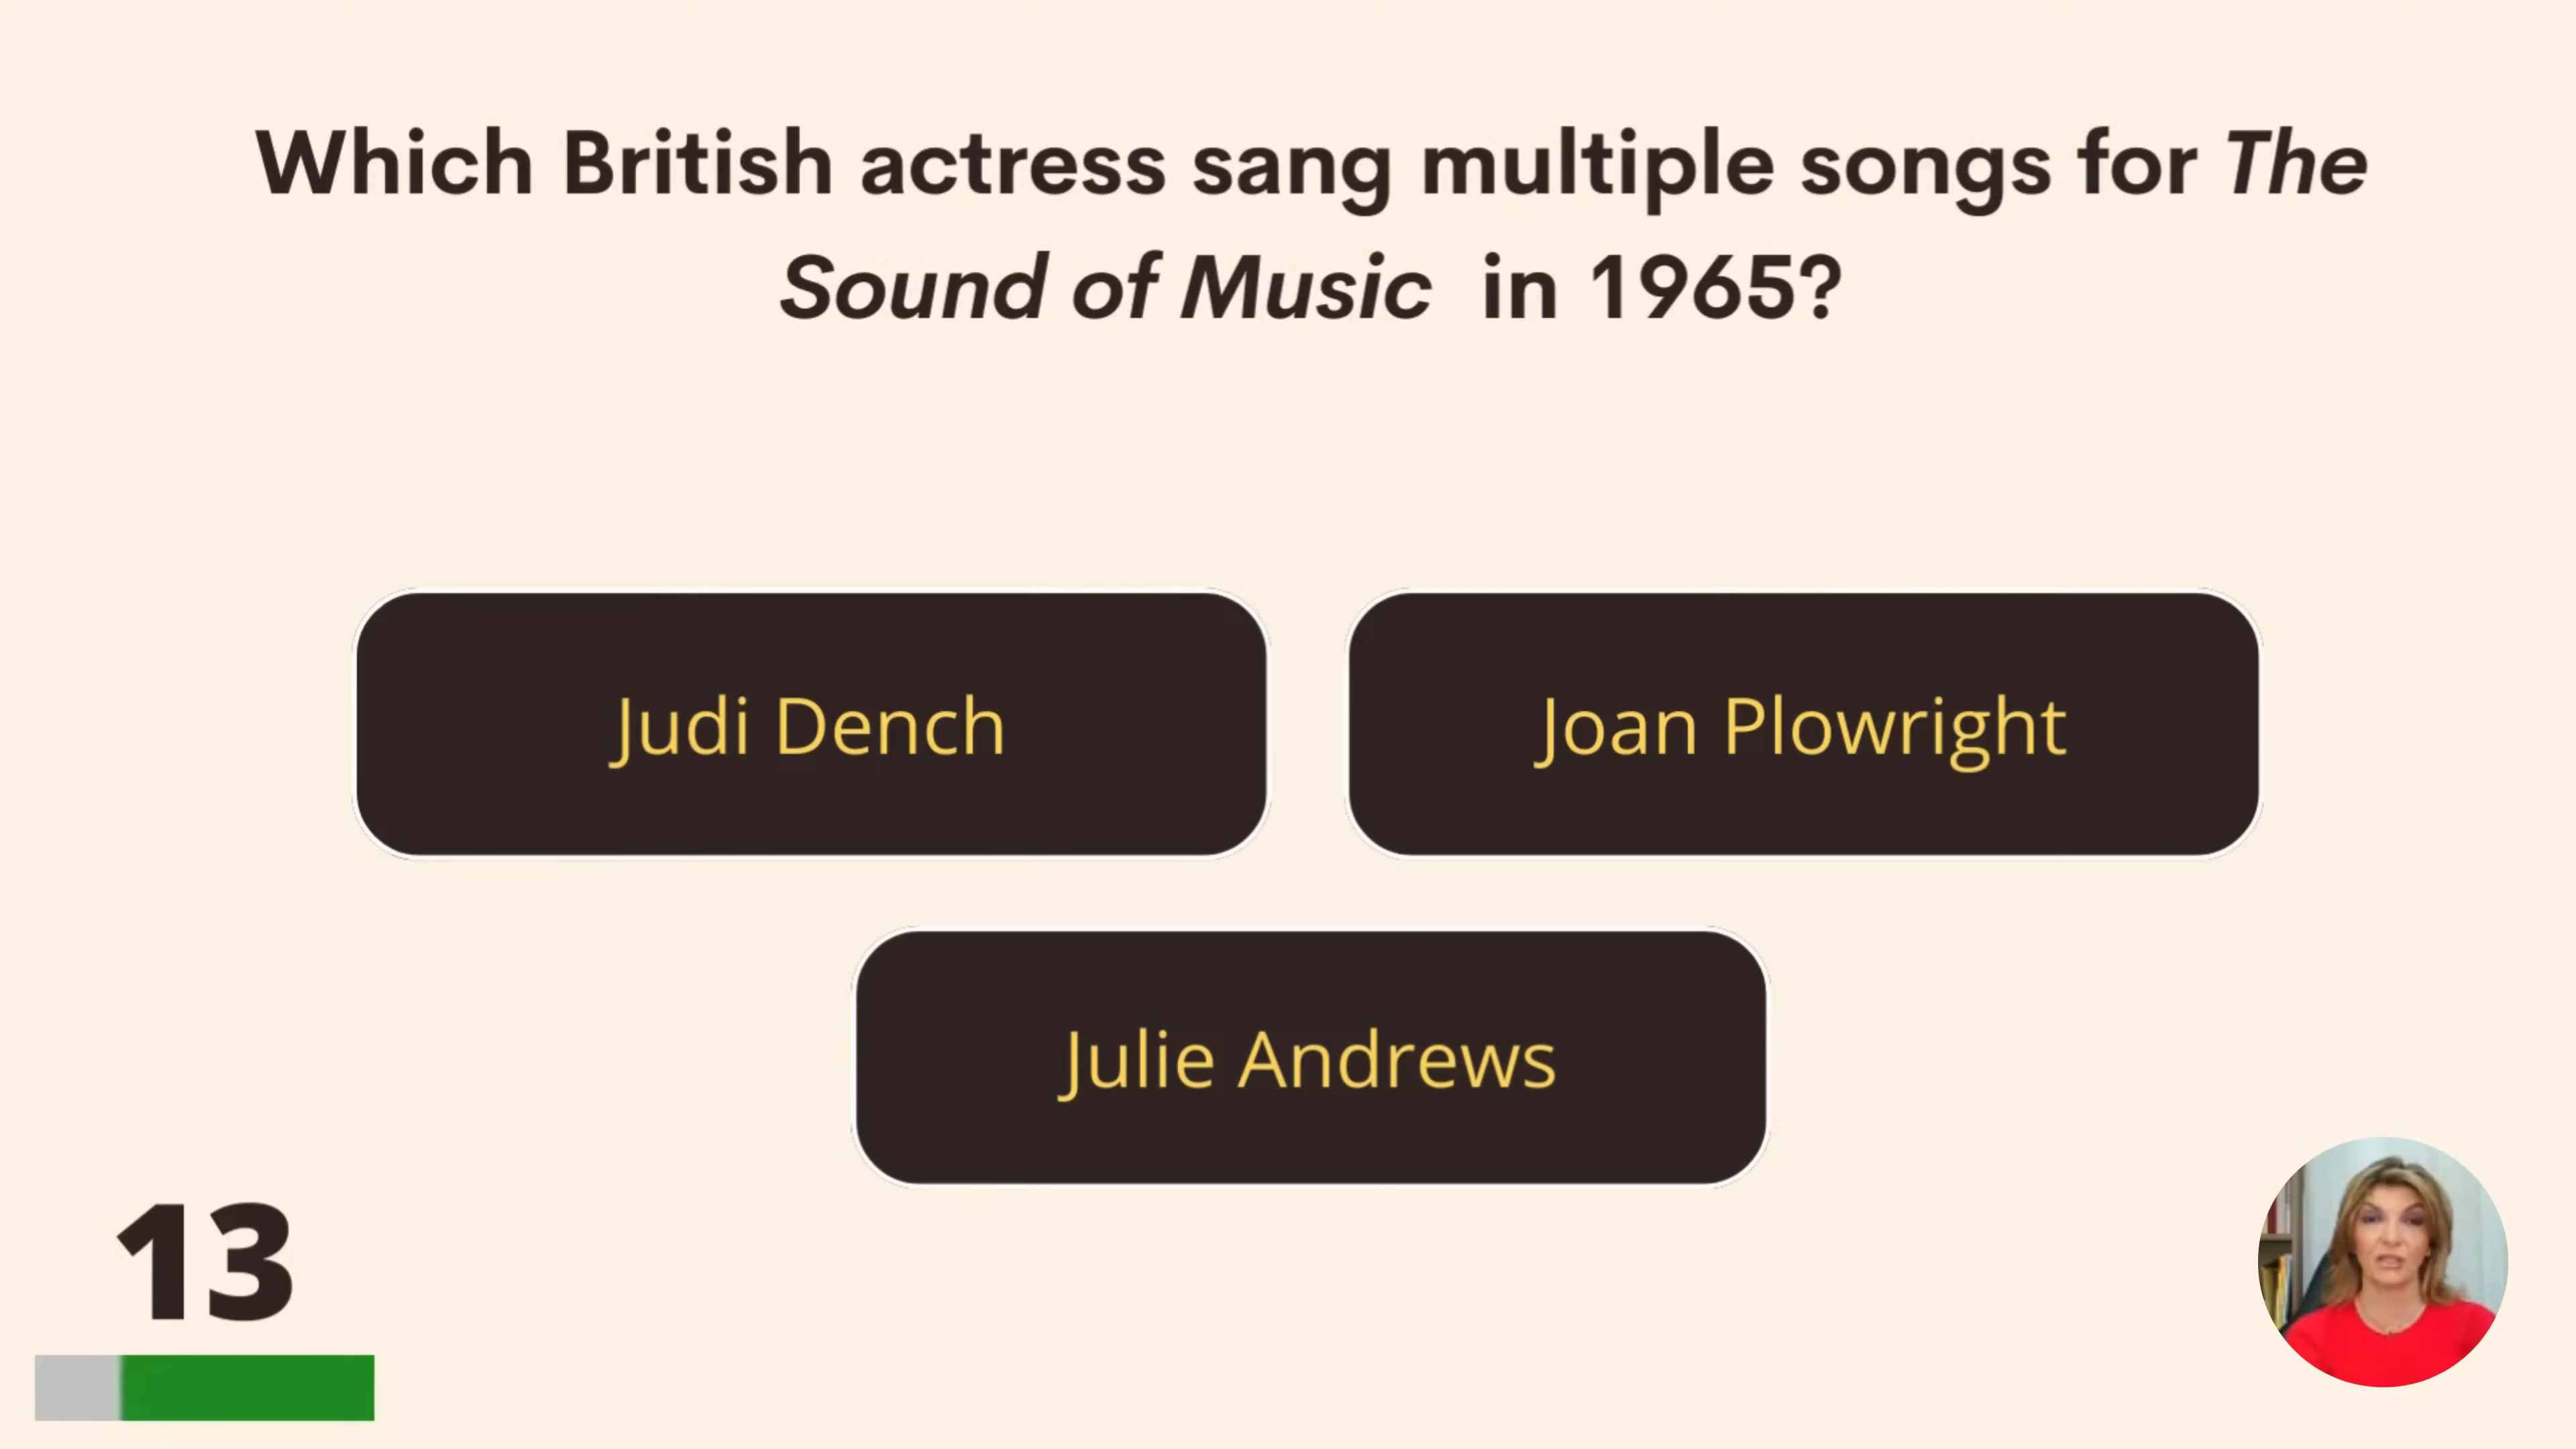 Which British actress sang multiple songs for The
Sound of Music in 1965?
Judi Dench
Joan Plowright
Julie Andrews
13